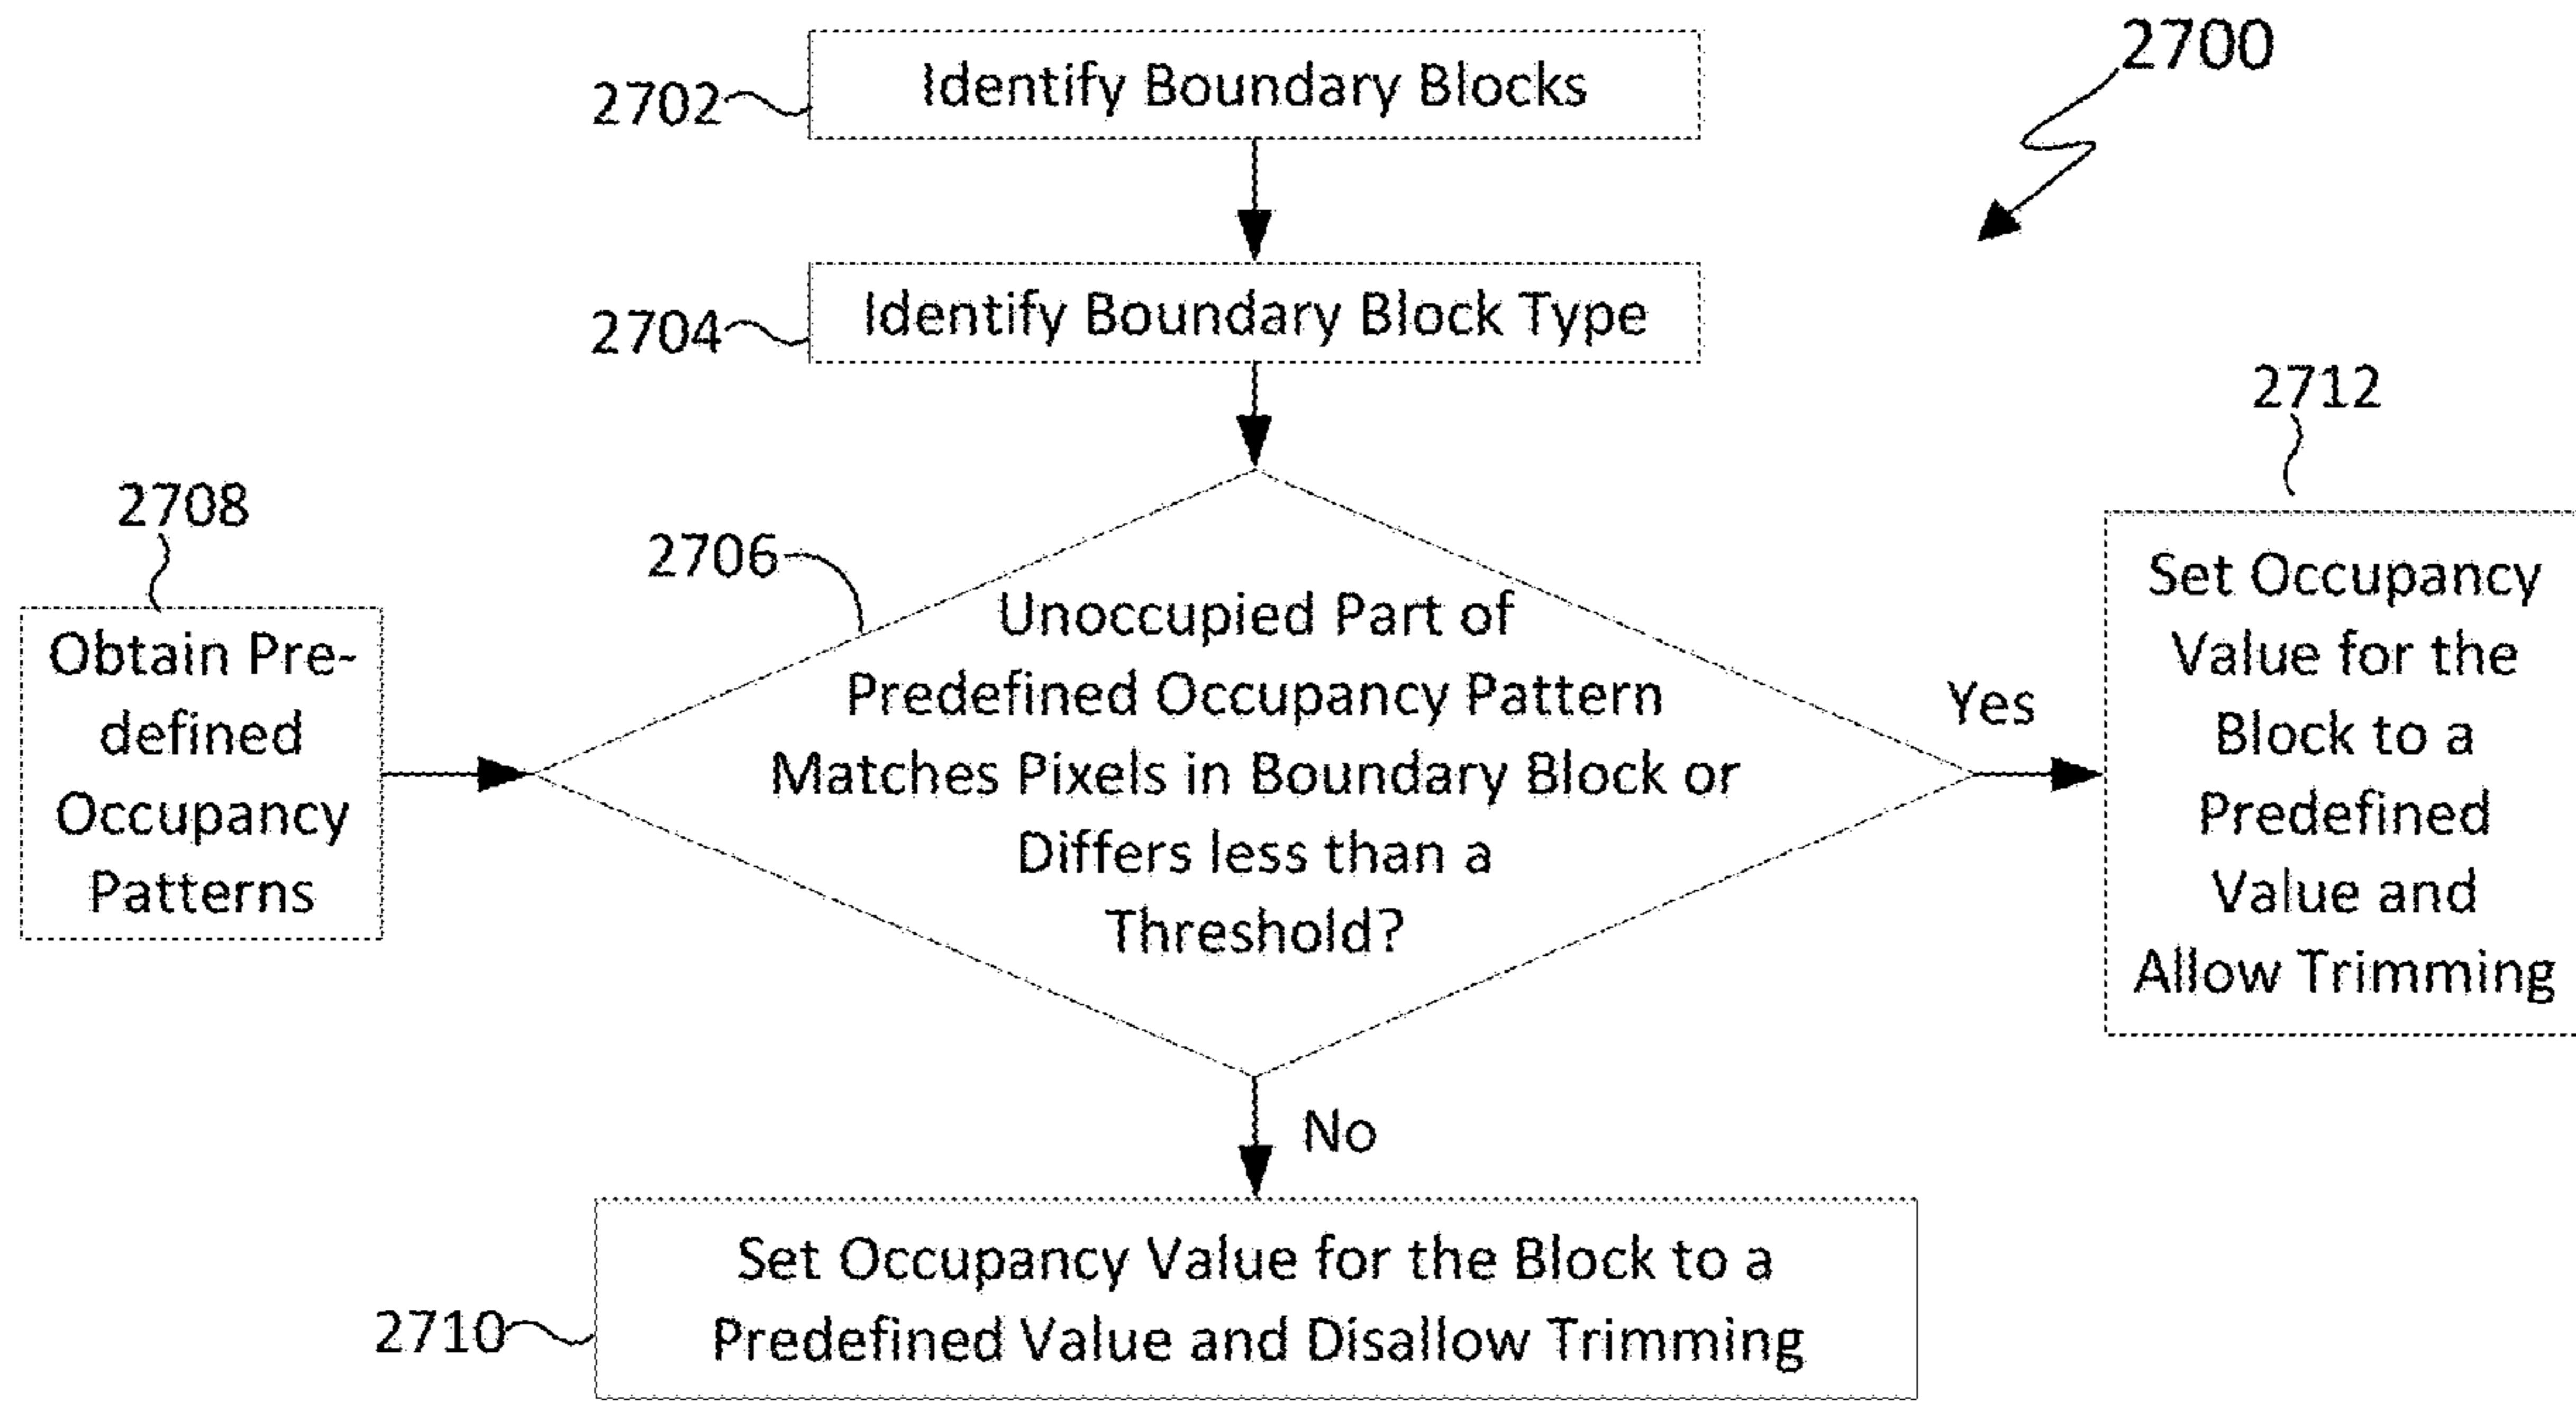 2700
2702
Identify Boundary Blocks
2704
Identify Boundary Block Type
2712
2708
2706
Obtain Pre-
defined
Occupancy
Patterns
Unoccupied Part of
Predefined Occupancy Pattern
Matches Pixels in Boundary Block or
Differs less than a
Threshold?
Yes
Set Occupancy
Value for the
Block to a
Predefined
Value and
Allow Trimming
No
2710
Set Occupancy Value for the Block to a
Predefined Value and Disallow Trimming